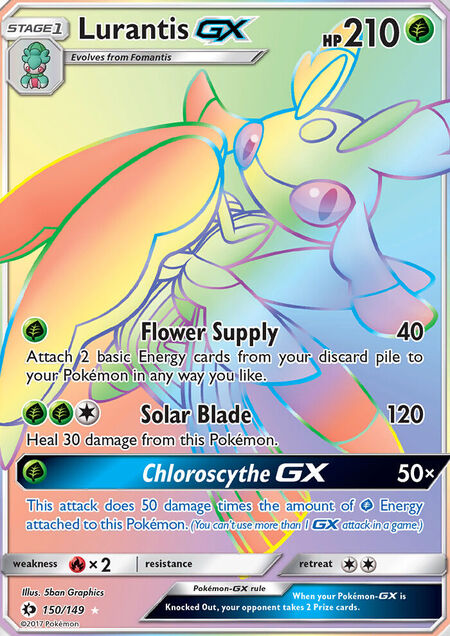 STAGE 1 Lurantis GX HP 210
Evolves from Fomantis
Flower Supply 40
Attach 2 basic Energy cards from your discard pile to
your Pokémon in any way you like.
Solar Blade 120
Heal 30 damage from this Pokémon.
Chloroscythe GX 50×
This attack does 50 damage times the amount of Energy
attached to this Pokémon. (You can't use more than 1 GX attack in a game.)
weakness × 2 resistance retreat
Illus. 5ban Graphics
150/149
©2017 Pokémon
Pokémon-GX rule
When your Pokémon-GX is
Knocked Out, your opponent takes 2 Prize cards.